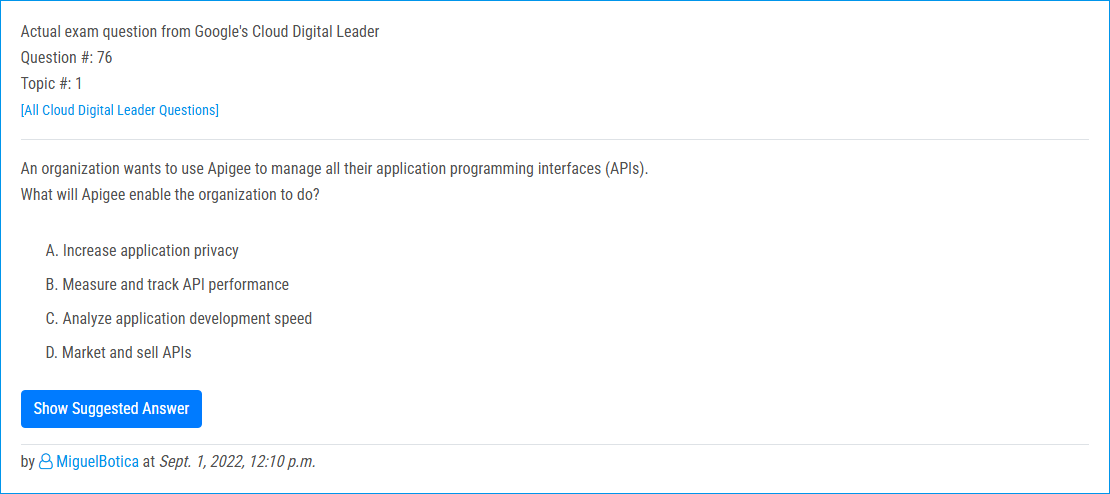 Actual exam question from Google's Cloud Digital Leader
Question #: 76
Topic #: 1
[All Cloud Digital Leader Questions]
An organization wants to use Apigee to manage all their application programming interfaces (APIs).
What will Apigee enable the organization to do?
A. Increase application privacy
B. Measure and track API performance
C. Analyze application development speed
D. Market and sell APIs
Show Suggested Answer
by MiguelBotica at Sept. 1, 2022, 12:10 p.m.